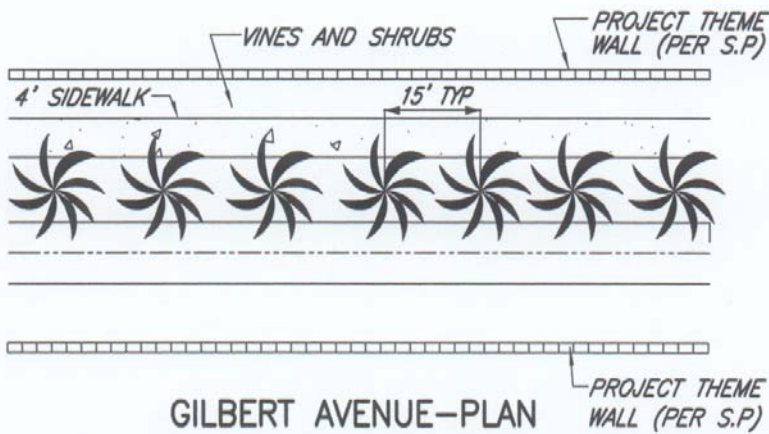 PROJECT THEME
WALL (PER S.P)
VINES AND SHRUBS
4' SIDEWALK
15' TYP
PROJECT THEME
WALL (PER S.P)
GILBERT AVENUE-PLAN